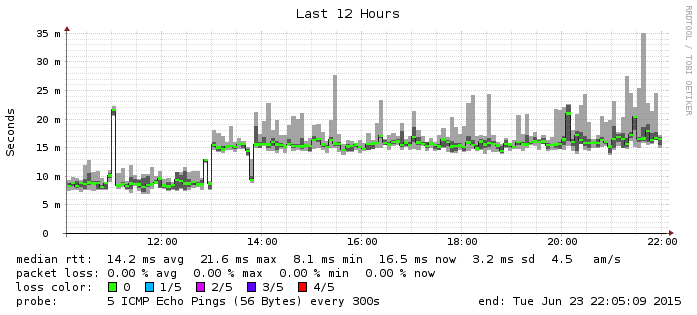 Last 12 Hours
RRDTOOL / TOBI OETIKER
Seconds
35 m
30 m
25 m
20 m
15 m
10 m
5 m
0
12:00 14:00 16:00 18:00 20:00 22:00
median rtt: 14.2 ms avg 21.6 ms max 8.1 ms min 16.5 ms now 3.2 ms sd 4.5 am/s
packet loss: 0.00 % avg 0.00 % max 0.00 % min 0.00 % now
loss color: 0 1/5 2/5 3/5 4/5
probe: 5 ICMP Echo Pings (56 Bytes) every 300s end: Tue Jun 23 22:05:09 2015